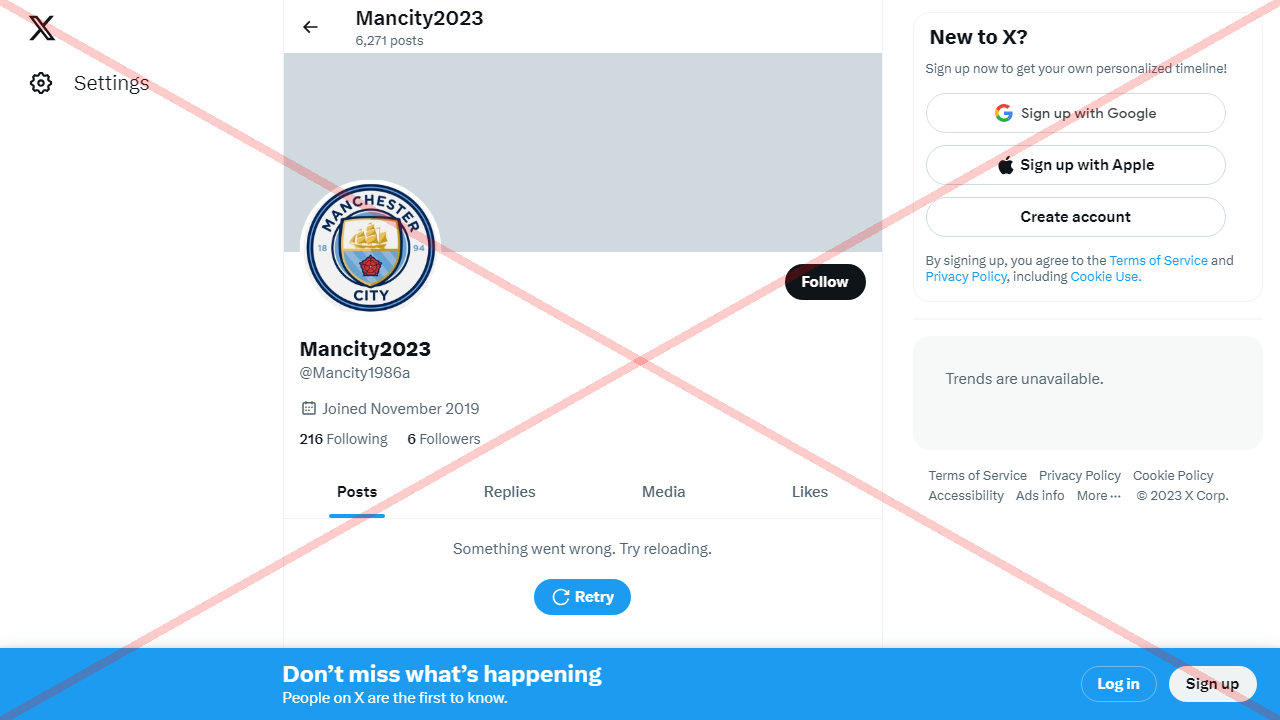 Settings
Mancity2023
6,271 posts
MANCHESTER
18 94
CITY
Follow
Mancity2023
@Mancity1986a
Joined November 2019
216 Following 6 Followers
Posts Replies Media Likes
Something went wrong. Try reloading.
Retry
New to X?
Sign up now to get your own personalized timeline!
Sign up with Google
Sign up with Apple
Create account
By signing up, you agree to the Terms of Service and
Privacy Policy, including Cookie Use.
Trends are unavailable.
Terms of Service Privacy Policy Cookie Policy
Accessibility Ads info More ··· © 2023 X Corp.
Don’t miss what’s happening
People on X are the first to know.
Log in Sign up